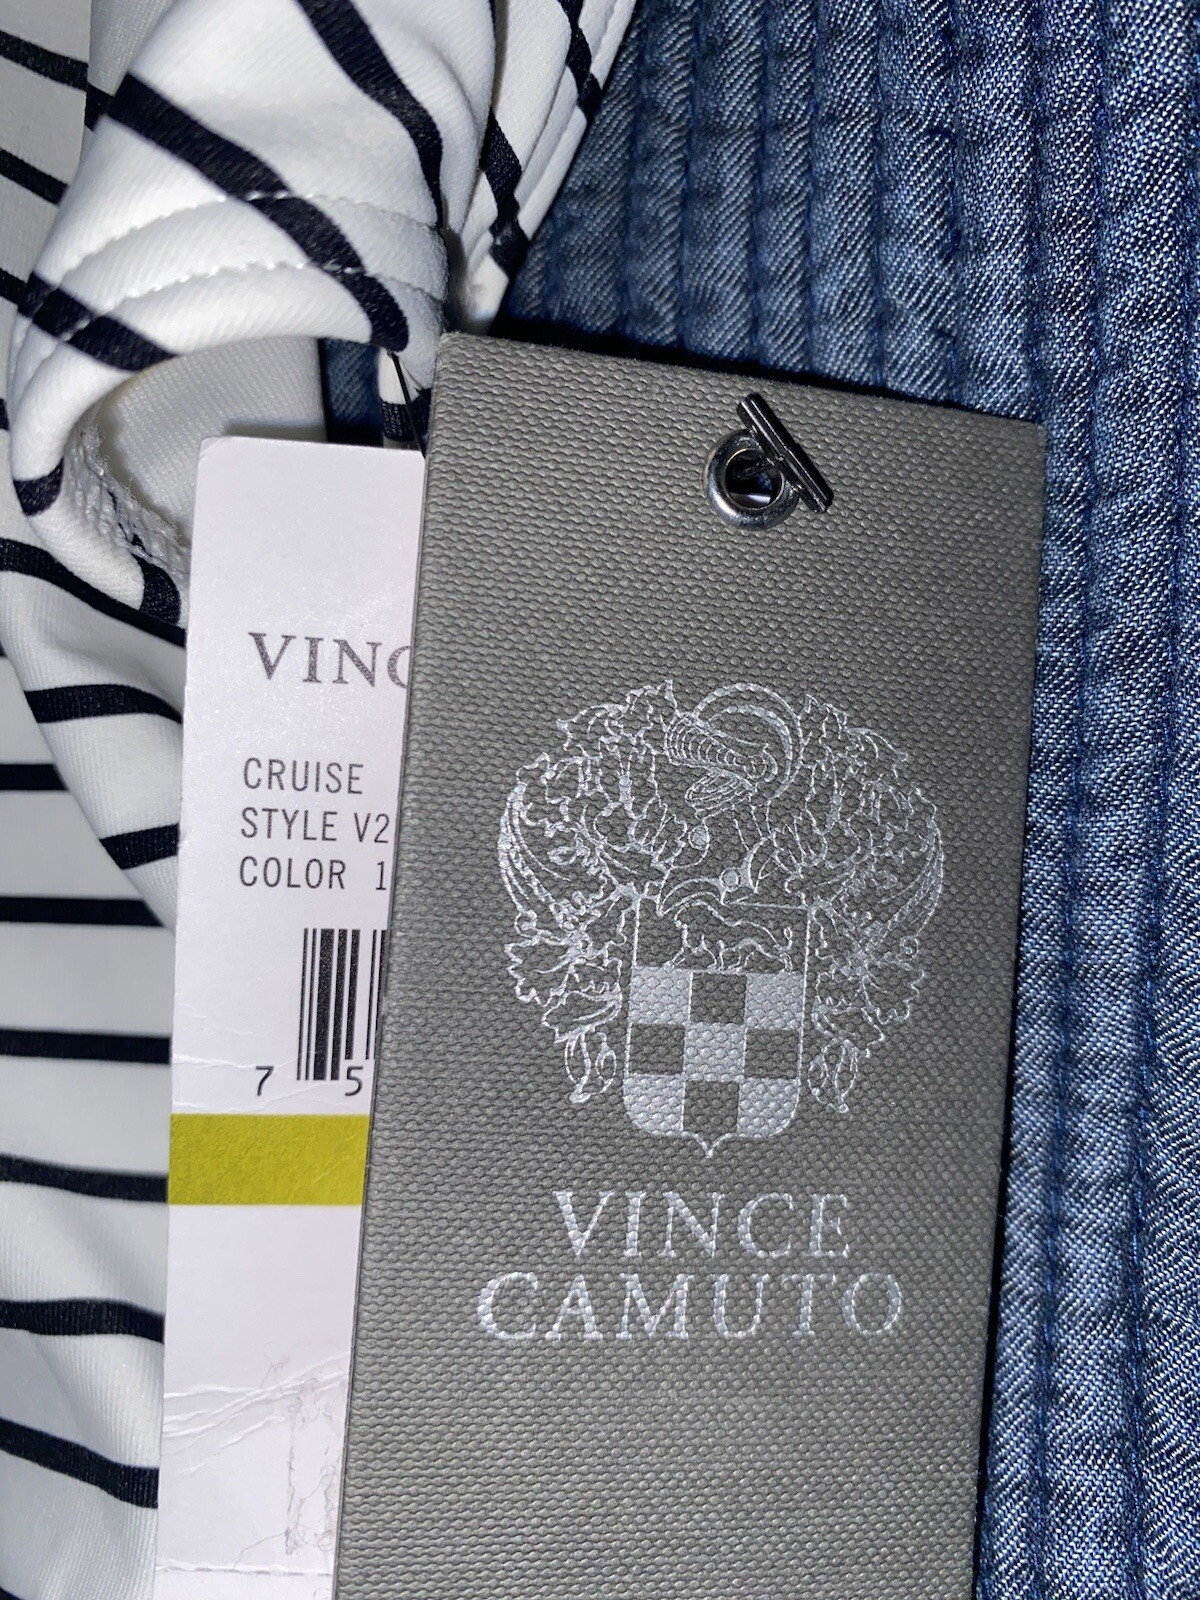 VINC
CRUISE
STYLE V2
COLOR 1
7 5
VINCE
CAMUTO